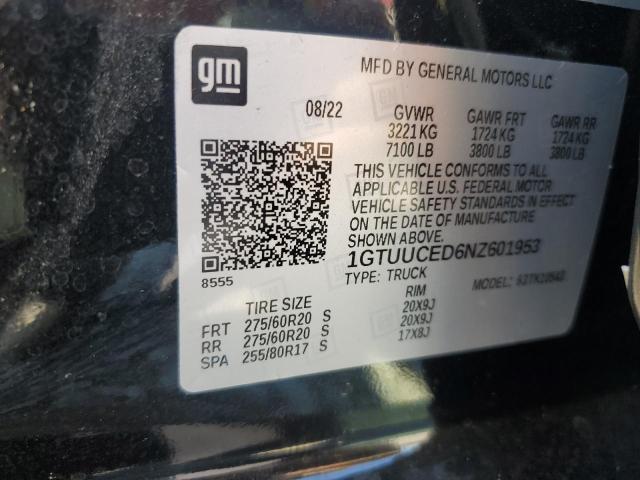 gm
MFD BY GENERAL MOTORS LLC
08/22 GVWR GAWR FRT GAWR RR
3221 KG 1724 KG 1724 KG
7100 LB 3800 LB 3800 LB
THIS VEHICLE CONFORMS TO ALL
APPLICABLE U.S. FEDERAL MOTOR
VEHICLE SAFETY STANDARDS IN EFFECT
ON THE DATE OF MANUFACTURE
SHOWN ABOVE.
1GTUUCED6NZ601953
8555
TYPE: TRUCK MODEL:
TIRE SIZE RIM
FRT 275/60R20 S 20X9J
RR 275/60R20 S 20X9J
SPA 255/80R17 S 17X8J